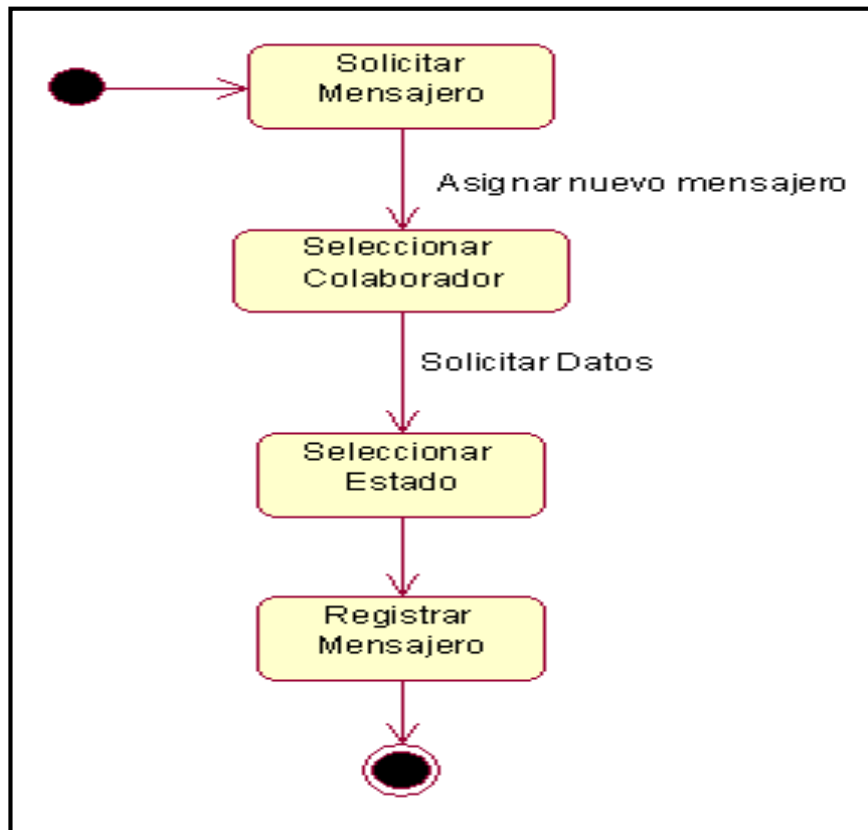 Solicitar
Mensajero
Asignar nuevo mensajero
Seleccionar
Colaborador
Solicitar Datos
Seleccionar
Estado
Registrar
Mensajero